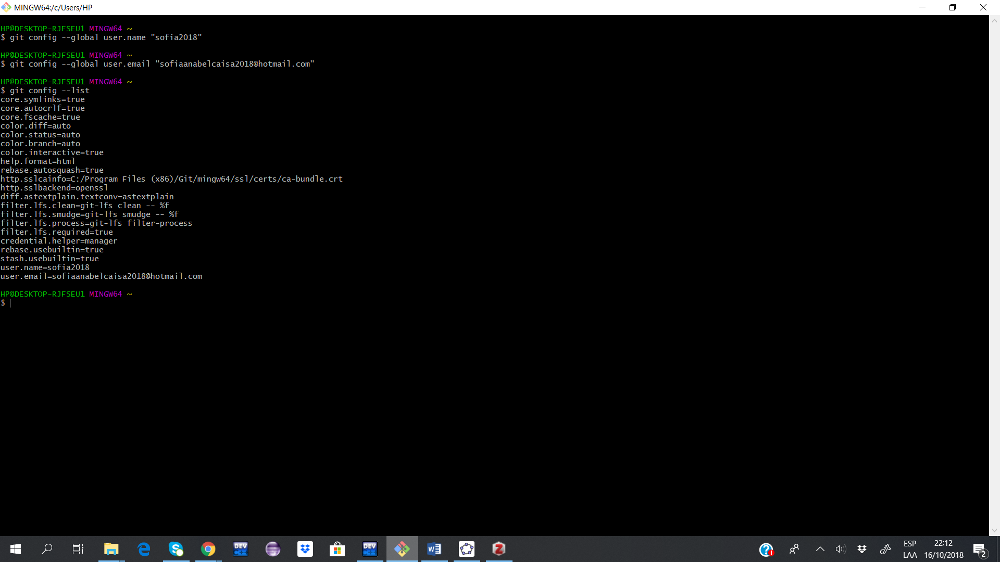 MINGW64:/c/Users/HP
HP@DESKTOP-RJFSEU1 MINGW64 ~
$ git config --global user.name "sofia2018"
HP@DESKTOP-RJFSEU1 MINGW64 ~
$ git config --global user.email "sofiaanabelcaisa2018@hotmail.com"
HP@DESKTOP-RJFSEU1 MINGW64 ~
$ git config --list
core.symlinks=true
core.autocrlf=true
core.fscache=true
color.diff=auto
color.status=auto
color.branch=auto
color.interactive=true
help.format=html
rebase.autosquash=true
http.sslcainfo=C:/Program Files (x86)/Git/mingw64/ssl/certs/ca-bundle.crt
http.sslbackend=openssl
diff.astextplain.textconv=astextplain
filter.lfs.clean=git-lfs clean -- %f
filter.lfs.smudge=git-lfs smudge -- %f
filter.lfs.process=git-lfs filter-process
filter.lfs.required=true
credential.helper=manager
rebase.usebuiltin=true
stash.usebuiltin=true
user.name=sofia2018
user.email=sofiaanabelcaisa2018@hotmail.com
HP@DESKTOP-RJFSEU1 MINGW64 ~
$
DEV C++
DEV C++
W
Z
ESP
LAA
22:12
16/10/2018
2